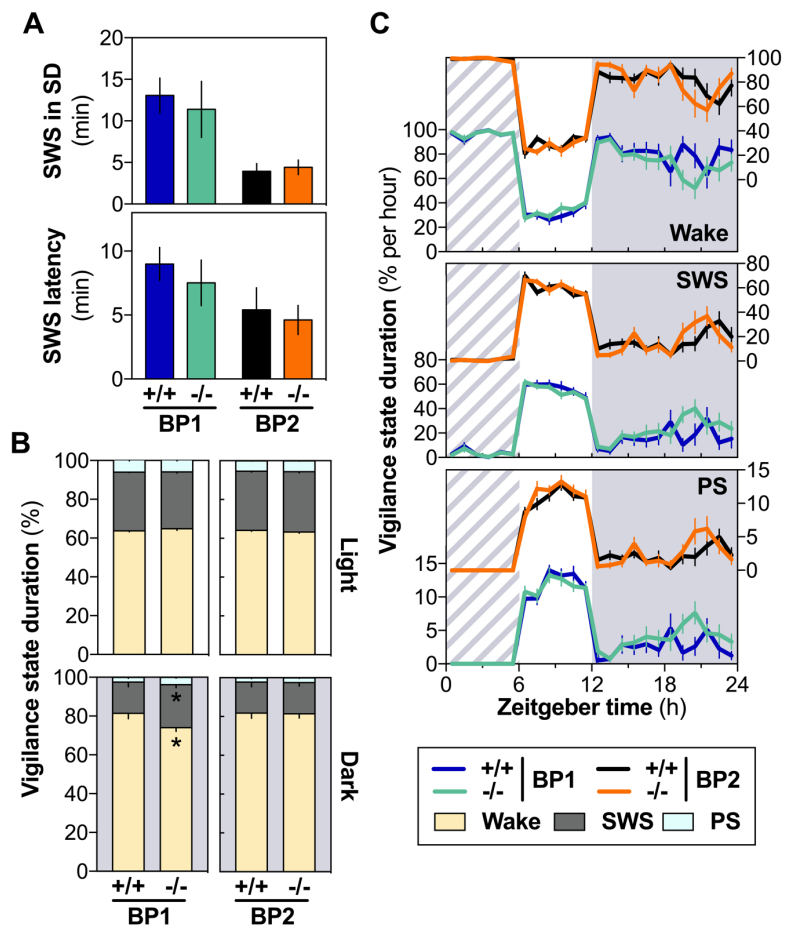 A
SWS in SD
(min)
20
15
10
5
0
SWS latency
(min)
10
5
0
+/+ -/- +/+ -/-
BP1 BP2
B
Vigilance state duration (%)
100
80
60
40
20
0
Light
100
80
60
40
20
0
Dark
*
*
+/+ -/- +/+ -/-
BP1 BP2
C
Vigilance state duration (% per hour)
100
80
60
40
20
0
100
80
60
40
20
0
Wake
80
60
40
20
0
80
60
40
20
0
SWS
15
10
5
0
15
10
5
0
PS
0 6 12 18 24
Zeitgeber time (h)
+/+ BP1 +/+ BP2
-/- -/-
Wake SWS PS